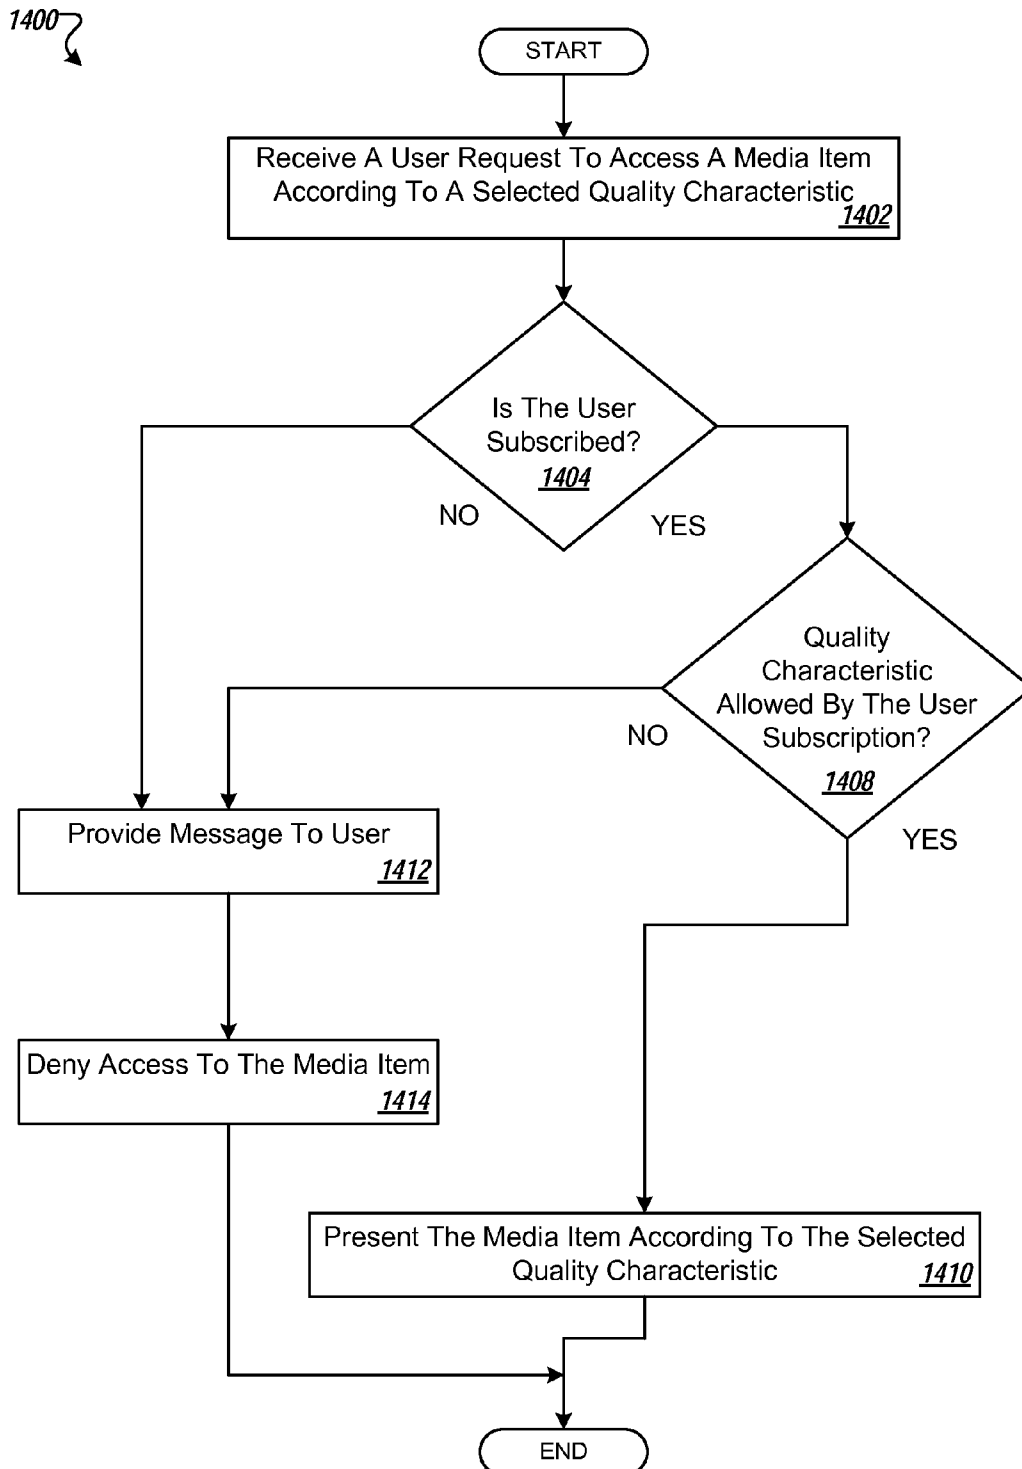 1400
START
Receive A User Request To Access A Media Item
According To A Selected Quality Characteristic
1402
Is The User
Subscribed?
1404
NO
YES
Quality
Characteristic
Allowed By The User
Subscription?
1408
NO
YES
Provide Message To User
1412
Deny Access To The Media Item
1414
Present The Media Item According To The Selected
Quality Characteristic
1410
END